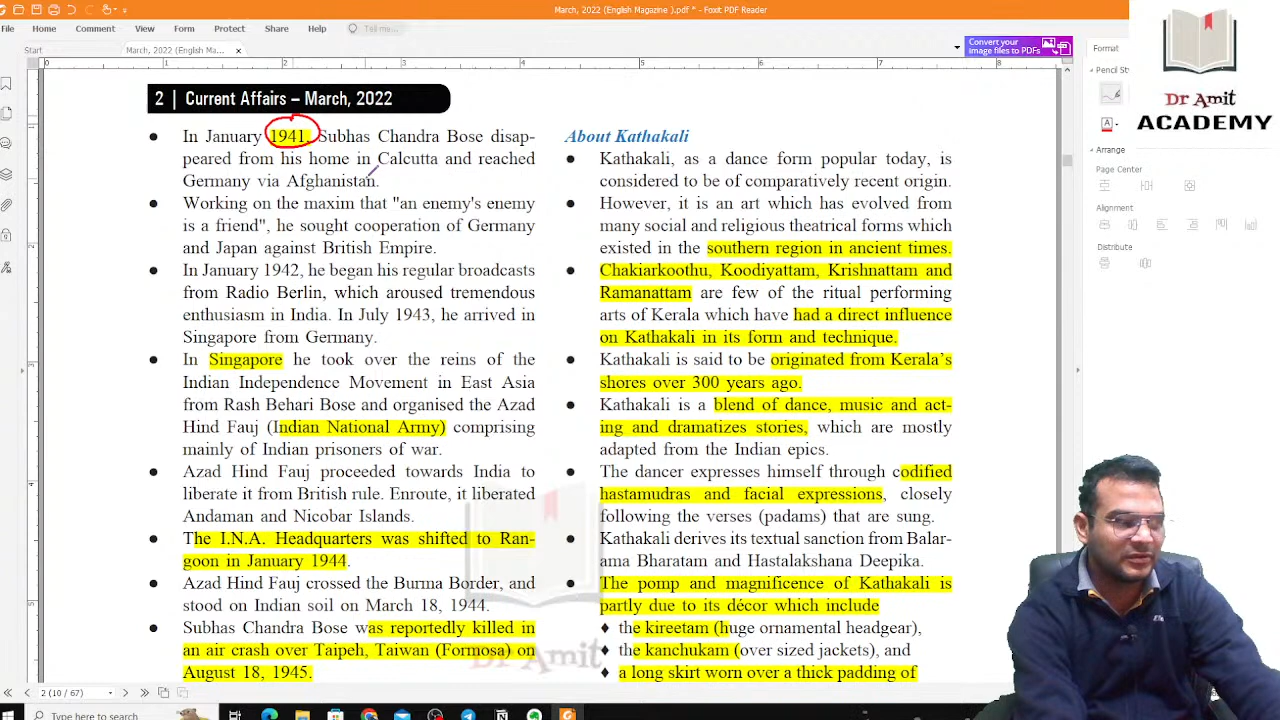 March, 2022 (English Magazine ).pdf * - Foxit PDF Reader
File
Home
Comment
View
Form
Protect
Share
Help
Tell me...
Start
March, 2022 (English Ma...
Convert your
image files to PDFs
Format
Pencil St
Arrange
Page Center
Alignment
Distribute
Dr Amit
ACADEMY
2 | Current Affairs – March, 2022
In January 1941, Subhas Chandra Bose disap-
peared from his home in Calcutta and reached
Germany via Afghanistan.
Working on the maxim that "an enemy's enemy
is a friend", he sought cooperation of Germany
and Japan against British Empire.
In January 1942, he began his regular broadcasts
from Radio Berlin, which aroused tremendous
enthusiasm in India. In July 1943, he arrived in
Singapore from Germany.
In Singapore he took over the reins of the
Indian Independence Movement in East Asia
from Rash Behari Bose and organised the Azad
Hind Fauj (Indian National Army) comprising
mainly of Indian prisoners of war.
Azad Hind Fauj proceeded towards India to
liberate it from British rule. Enroute, it liberated
Andaman and Nicobar Islands.
The I.N.A. Headquarters was shifted to Ran-
goon in January 1944.
Azad Hind Fauj crossed the Burma Border, and
stood on Indian soil on March 18, 1944.
Subhas Chandra Bose was reportedly killed in
an air crash over Taipeh, Taiwan (Formosa) on
August 18, 1945.
About Kathakali
Kathakali, as a dance form popular today, is
considered to be of comparatively recent origin.
However, it is an art which has evolved from
many social and religious theatrical forms which
existed in the southern region in ancient times.
Chakiarkoothu, Koodiyattam, Krishnattam and
Ramanattam are few of the ritual performing
arts of Kerala which have had a direct influence
on Kathakali in its form and technique.
Kathakali is said to be originated from Kerala's
shores over 300 years ago.
Kathakali is a blend of dance, music and act-
ing and dramatizes stories, which are mostly
adapted from the Indian epics.
The dancer expresses himself through codified
hastamudras and facial expressions, closely
following the verses (padams) that are sung.
Kathakali derives its textual sanction from Balar-
ama Bharatam and Hastalakshana Deepika.
The pomp and magnificence of Kathakali is
partly due to its décor which include
the kireetam (huge ornamental headgear),
the kanchukam (over sized jackets), and
a long skirt worn over a thick padding of
Dr Amit
2 (10 / 67)
Type here to search